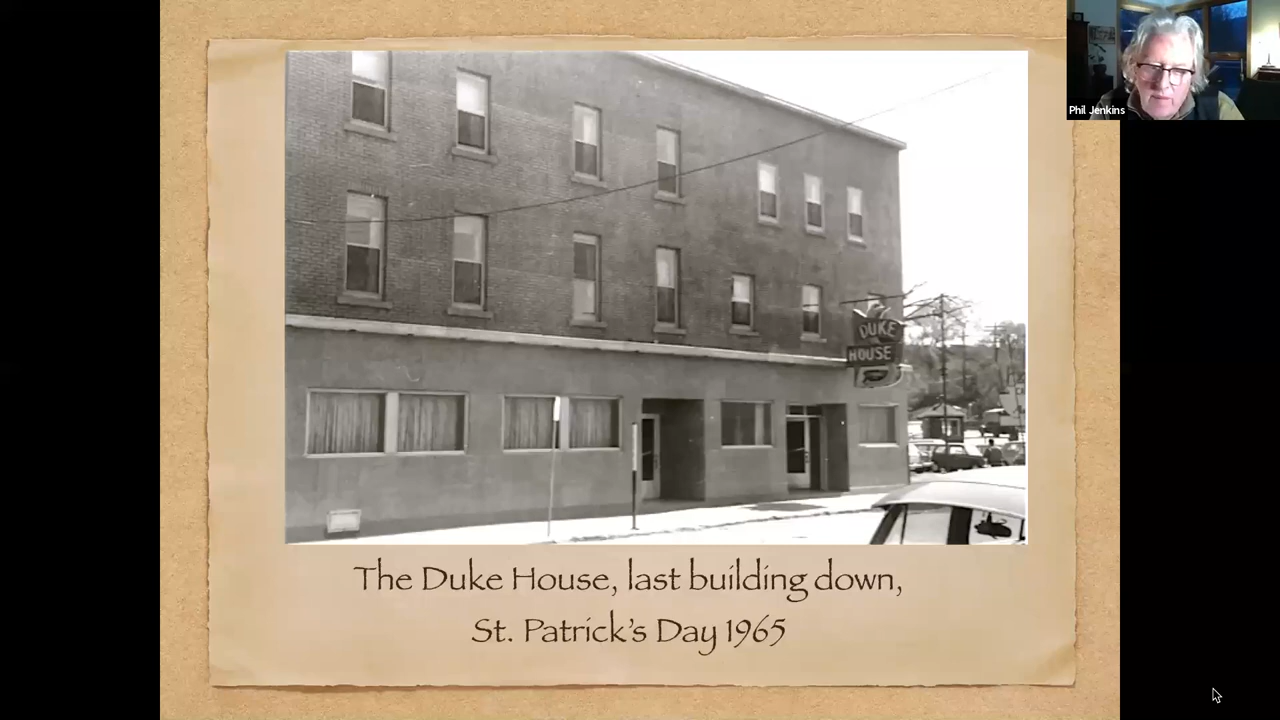 Phil Jenkins
DUKE
HOUSE
The Duke House, last building down,
St. Patrick's Day 1965